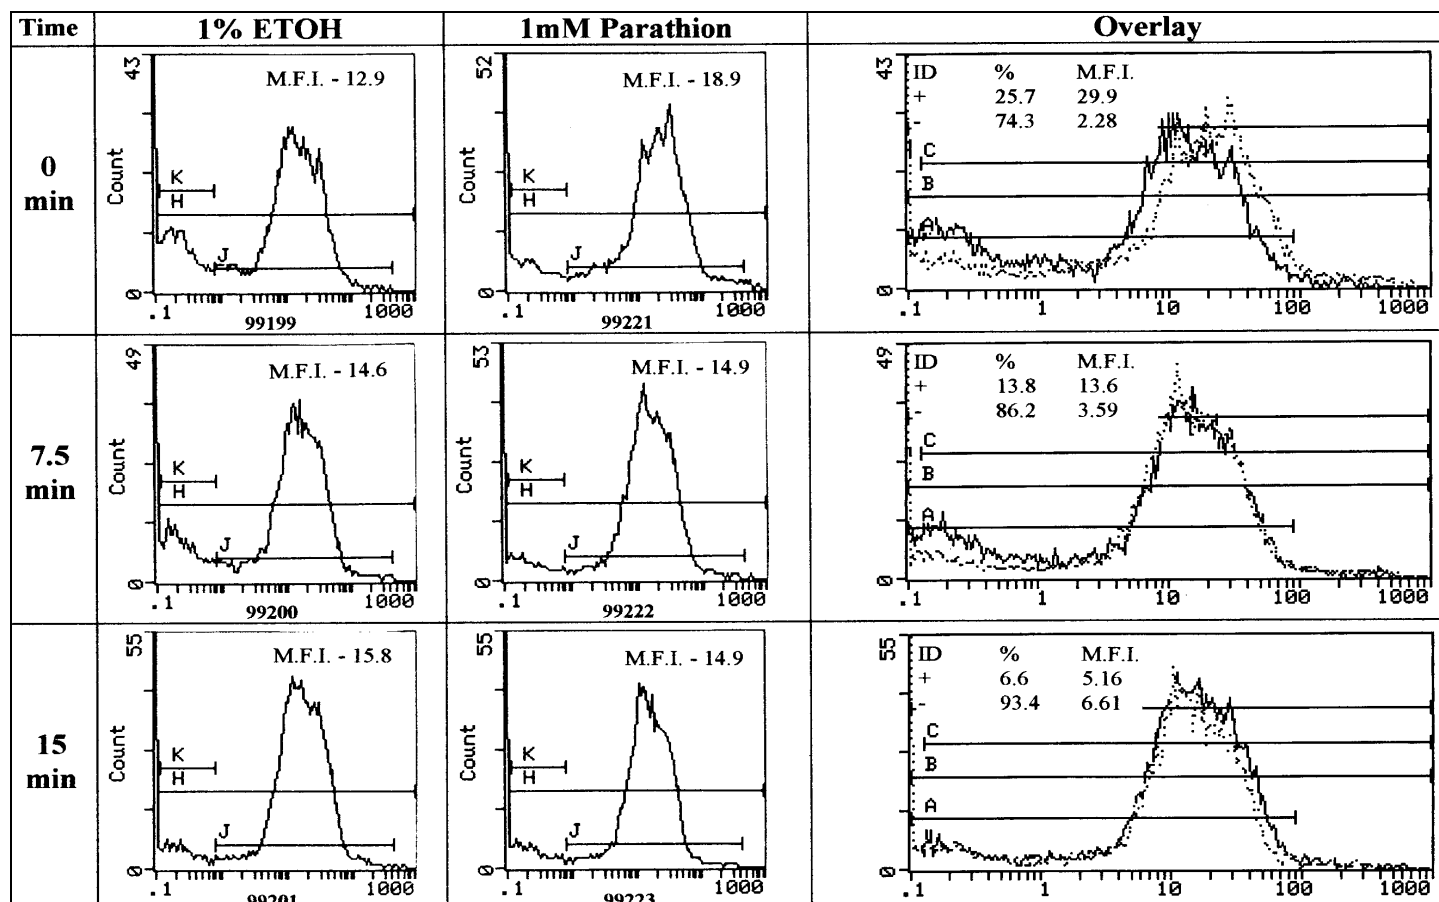 Time 1% ETOH 1mM Parathion Overlay
0 min
43
Count
0
M.F.I. - 12.9
K
H
J
.1 1000
99199
52
0
M.F.I. - 18.9
K
H
J
.1 1000
99221
43
0
ID % M.F.I.
+ 25.7 29.9
- 74.3 2.28
C
B
A
.1 1 10 100 1000
7.5 min
49
Count
0
M.F.I. - 14.6
K
H
J
.1 1000
99200
53
0
M.F.I. - 14.9
K
H
J
.1 1000
99222
49
0
ID % M.F.I.
+ 13.8 13.6
- 86.2 3.59
C
B
A
.1 1 10 100 1000
15 min
55
Count
0
M.F.I. - 15.8
K
H
J
.1 1000
99201
55
0
M.F.I. - 14.9
K
H
J
.1 1000
99223
55
0
ID % M.F.I.
+ 6.6 5.16
- 93.4 6.61
C
B
A
.1 1 10 100 1000